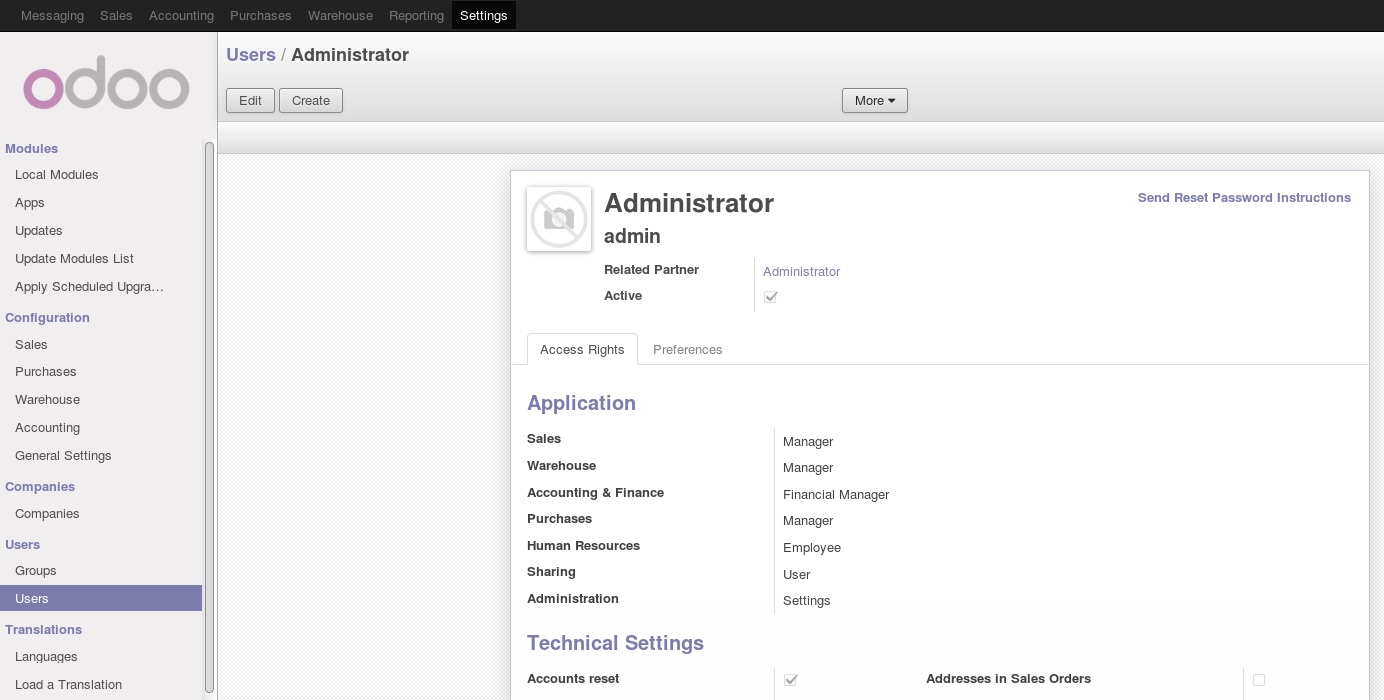 Messaging Sales Accounting Purchases Warehouse Reporting Settings
odoo
Users / Administrator
Edit Create More
Modules
Local Modules
Apps
Updates
Update Modules List
Apply Scheduled Upgra…
Configuration
Sales
Purchases
Warehouse
Accounting
General Settings
Companies
Companies
Users
Groups
Users
Translations
Languages
Load a Translation
Administrator
Send Reset Password Instructions
admin
Related Partner Administrator
Active
Access Rights Preferences
Application
Sales Manager
Warehouse Manager
Accounting & Finance Financial Manager
Purchases Manager
Human Resources Employee
Sharing User
Administration Settings
Technical Settings
Accounts reset Addresses in Sales Orders